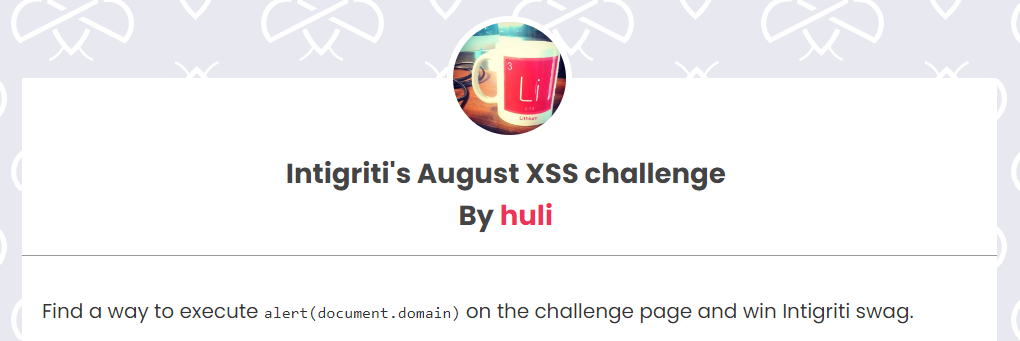 3
Li
Lithium
Intigriti's August XSS challenge
By huli
Find a way to execute alert(document.domain) on the challenge page and win Intigriti swag.